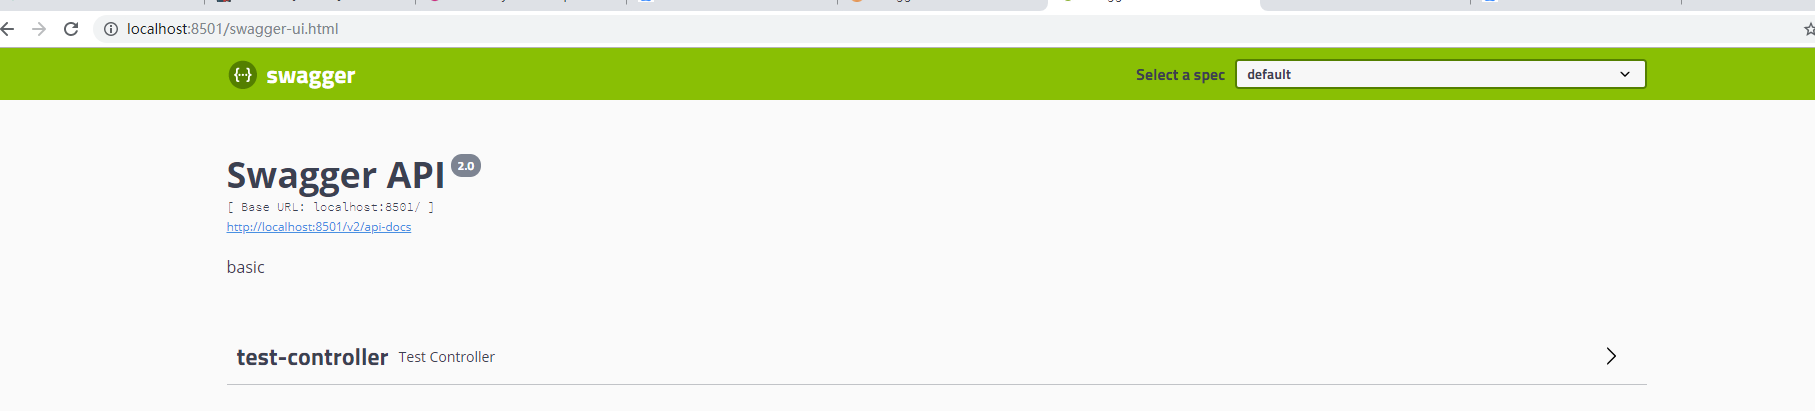 localhost:8501/swagger-ui.html
{···} swagger
Select a spec
default
Swagger API 2.0
[ Base URL: localhost:8501/ ]
http://localhost:8501/v2/api-docs
basic
test-controller Test Controller